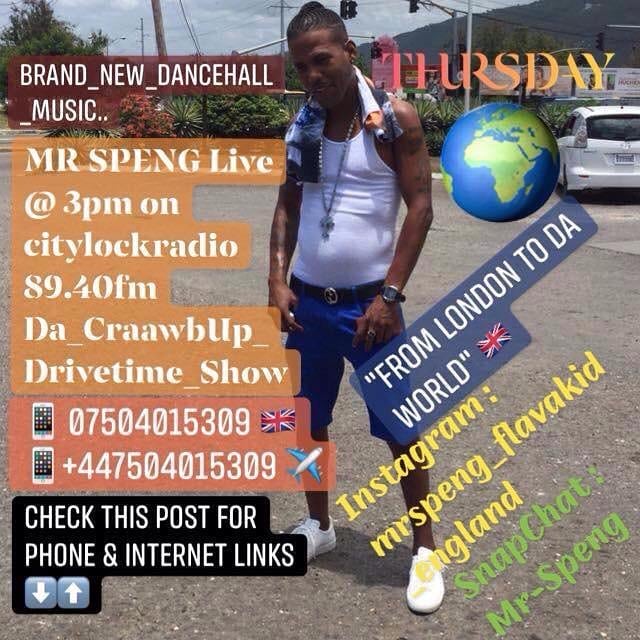 BRAND_NEW_DANCEHALL
_MUSIC..
THURSDAY
MR SPENG Live
@ 3pm on
citylockradio
89.40fm
Da_CraawbUp_
Drivetime_Show
"FROM LONDON TO DA
WORLD" 🇬🇧
📱 07504015309 🇬🇧
📱+447504015309 ✈️
Instagram :
mrspeng_flavakid
_england
SnapChat :
Mr-Speng
CHECK THIS POST FOR
PHONE & INTERNET LINKS
⬇️⬆️